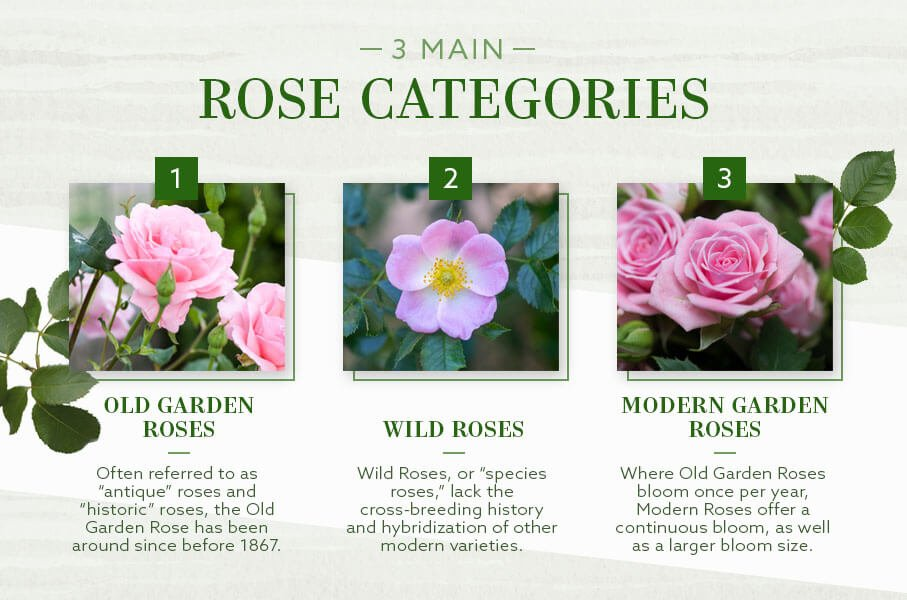 — 3 MAIN —
ROSE CATEGORIES
1
2
3
OLD GARDEN
ROSES
Often referred to as
“antique” roses and
“historic” roses, the Old
Garden Rose has been
around since before 1867.
WILD ROSES
Wild Roses, or “species
roses,” lack the
cross-breeding history
and hybridization of other
modern varieties.
MODERN GARDEN
ROSES
Where Old Garden Roses
bloom once per year,
Modern Roses offer a
continuous bloom, as well
as a larger bloom size.